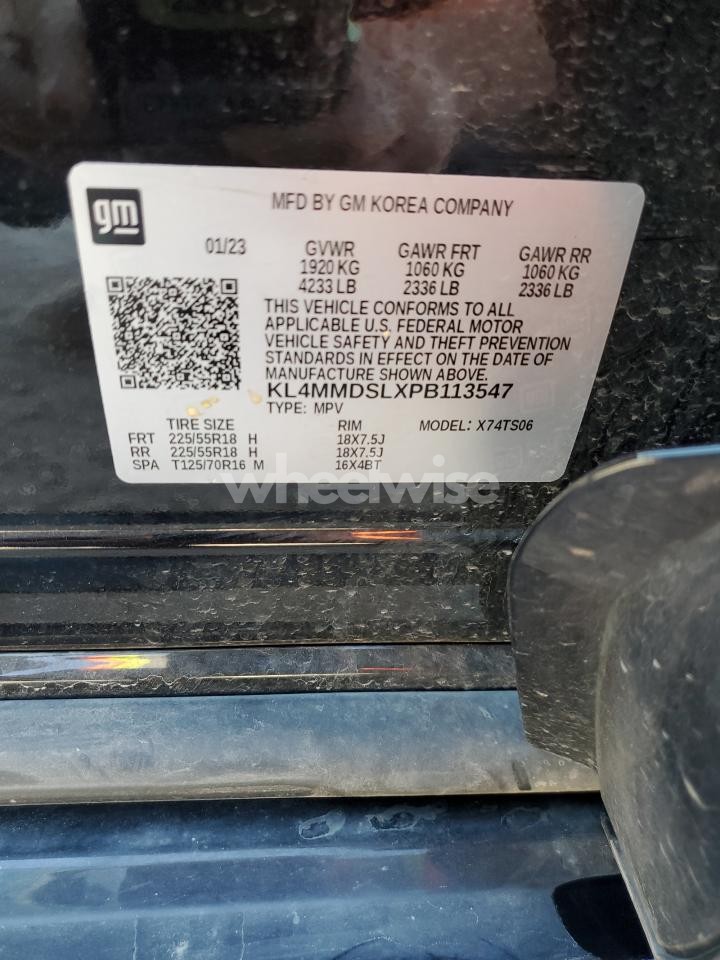 gm
MFD BY GM KOREA COMPANY
01/23 GVWR GAWR FRT GAWR RR
1920 KG 1060 KG 1060 KG
4233 LB 2336 LB 2336 LB
THIS VEHICLE CONFORMS TO ALL
APPLICABLE U.S. FEDERAL MOTOR
VEHICLE SAFETY AND THEFT PREVENTION
STANDARDS IN EFFECT ON THE DATE OF
MANUFACTURE SHOWN ABOVE.
KL4MMDSLXPB113547
TYPE: MPV
TIRE SIZE RIM MODEL: X74TS06
FRT 225/55R18 H 18X7.5J
RR 225/55R18 H 18X7.5J
SPA T125/70R16 M 16X4BT
wheelwise